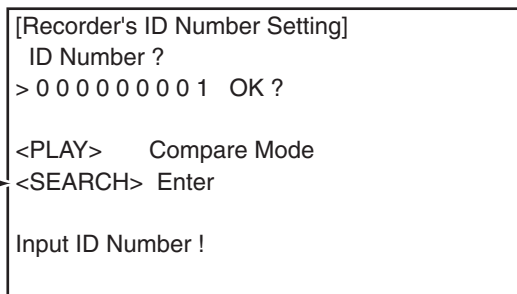 [Recorder's ID Number Setting]
ID Number ?
> 0 0 0 0 0 0 0 0 1 OK ?
<PLAY> Compare Mode
<SEARCH> Enter
Input ID Number !